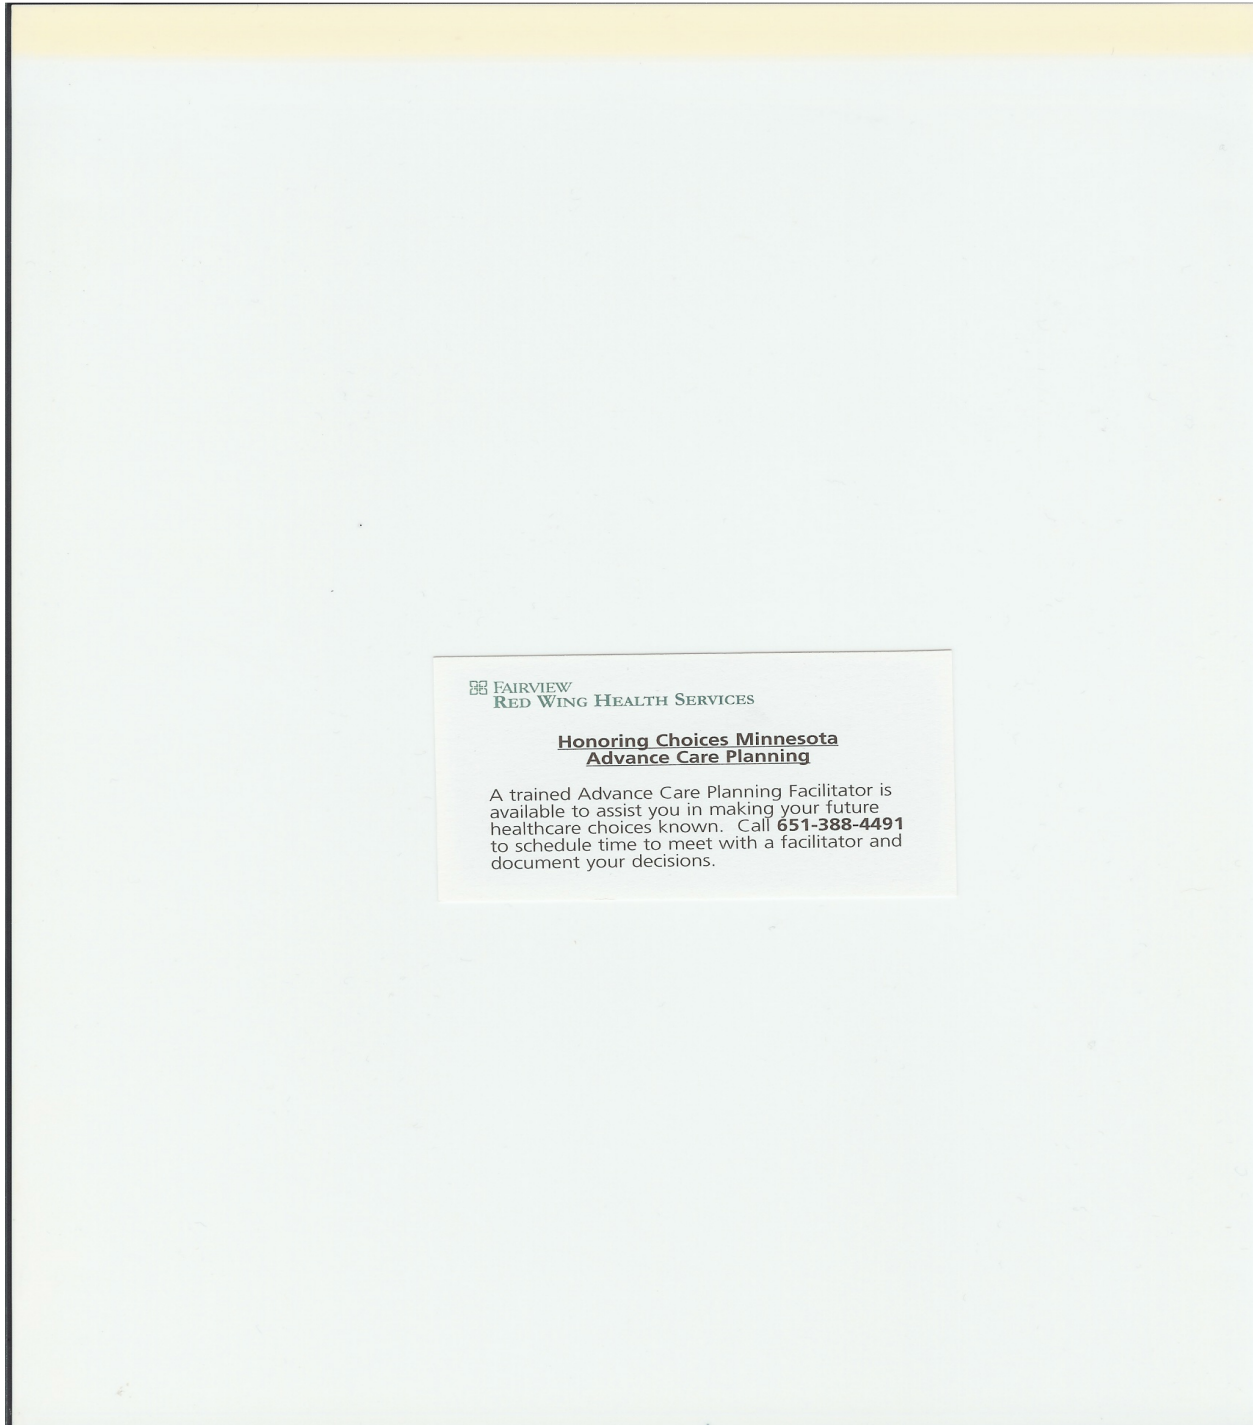 FAIRVIEW
RED WING HEALTH SERVICES
Honoring Choices Minnesota
Advance Care Planning
A trained Advance Care Planning Facilitator is
available to assist you in making your future
healthcare choices known. Call 651-388-4491
to schedule time to meet with a facilitator and
document your decisions.